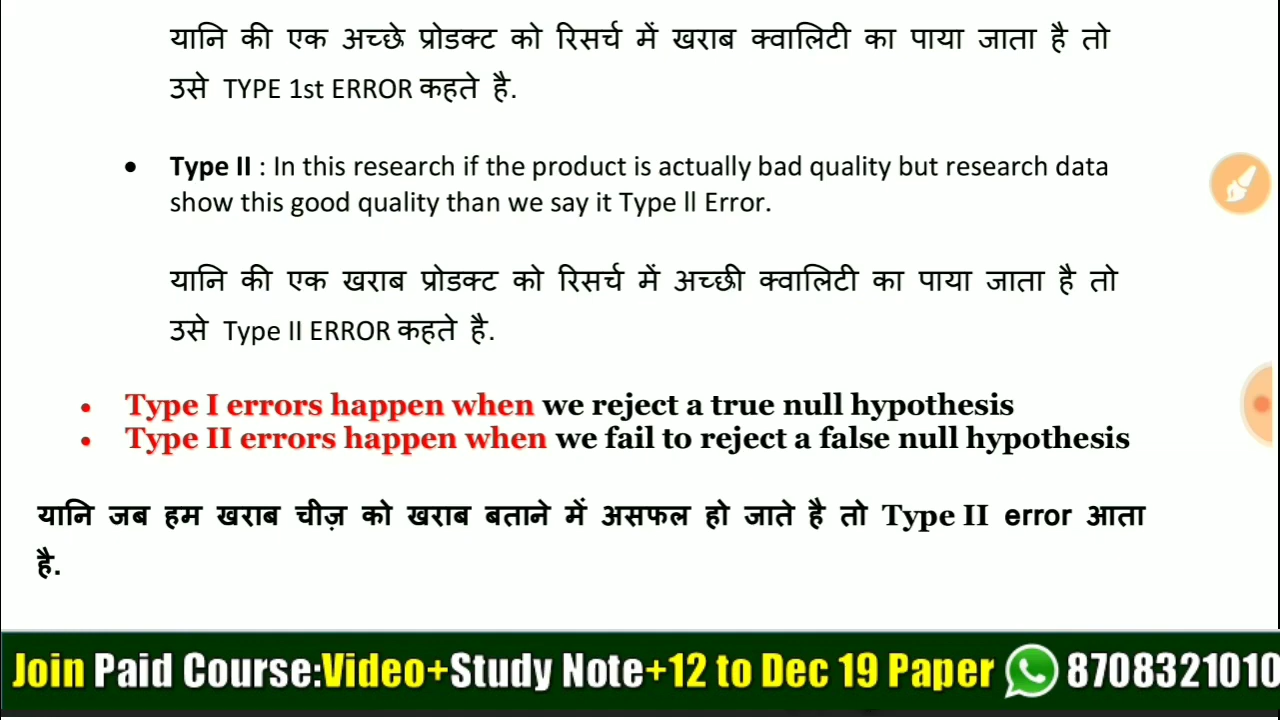 यानि की एक अच्छे प्रोडक्ट को रिसर्च में खराब क्वालिटी का पाया जाता है तो
उसे TYPE 1st ERROR कहते है.
• Type II : In this research if the product is actually bad quality but research data
show this good quality than we say it Type ll Error.
यानि की एक खराब प्रोडक्ट को रिसर्च में अच्छी क्वालिटी का पाया जाता है तो
उसे Type II ERROR कहते है.
• Type I errors happen when we reject a true null hypothesis
• Type II errors happen when we fail to reject a false null hypothesis
यानि जब हम खराब चीज़ को खराब बताने में असफल हो जाते है तो Type II error आता
है.
Join Paid Course:Video+Study Note+12 to Dec 19 Paper 8708321010